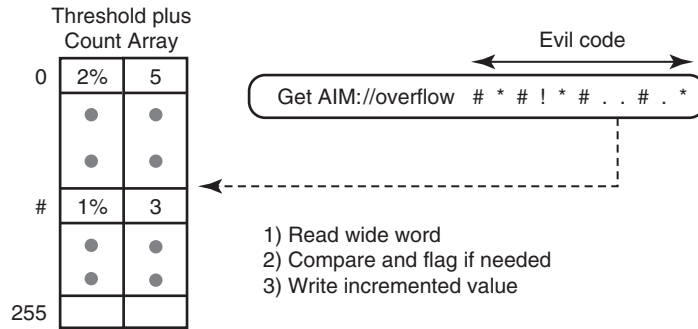 Threshold plus
Count Array
0 2% 5
# 1% 3
255
Evil code
Get AIM://overflow # * # ! * # . . # . *
1) Read wide word
2) Compare and flag if needed
3) Write incremented value